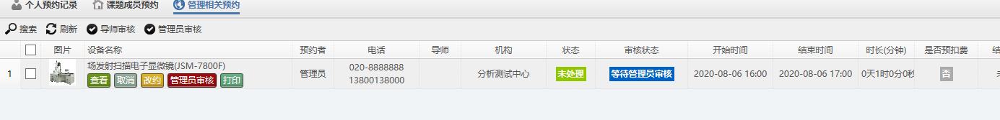 个人预约记录 课题成员预约 管理相关预约
搜索 刷新 导师审核 管理员审核
图片 设备名称 预约者 电话 导师 机构 状态 审核状态 开始时间 结束时间 时长(分钟) 是否预扣费
场发射扫描电子显微镜(JSM-7800F)
1 查看 取消 改约 管理员审核 打印 管理员 020-8888888 分析测试中心 未处理 等待管理员审核 2020-08-06 16:00 2020-08-06 17:00 0天1时0分0秒 否
13800138000